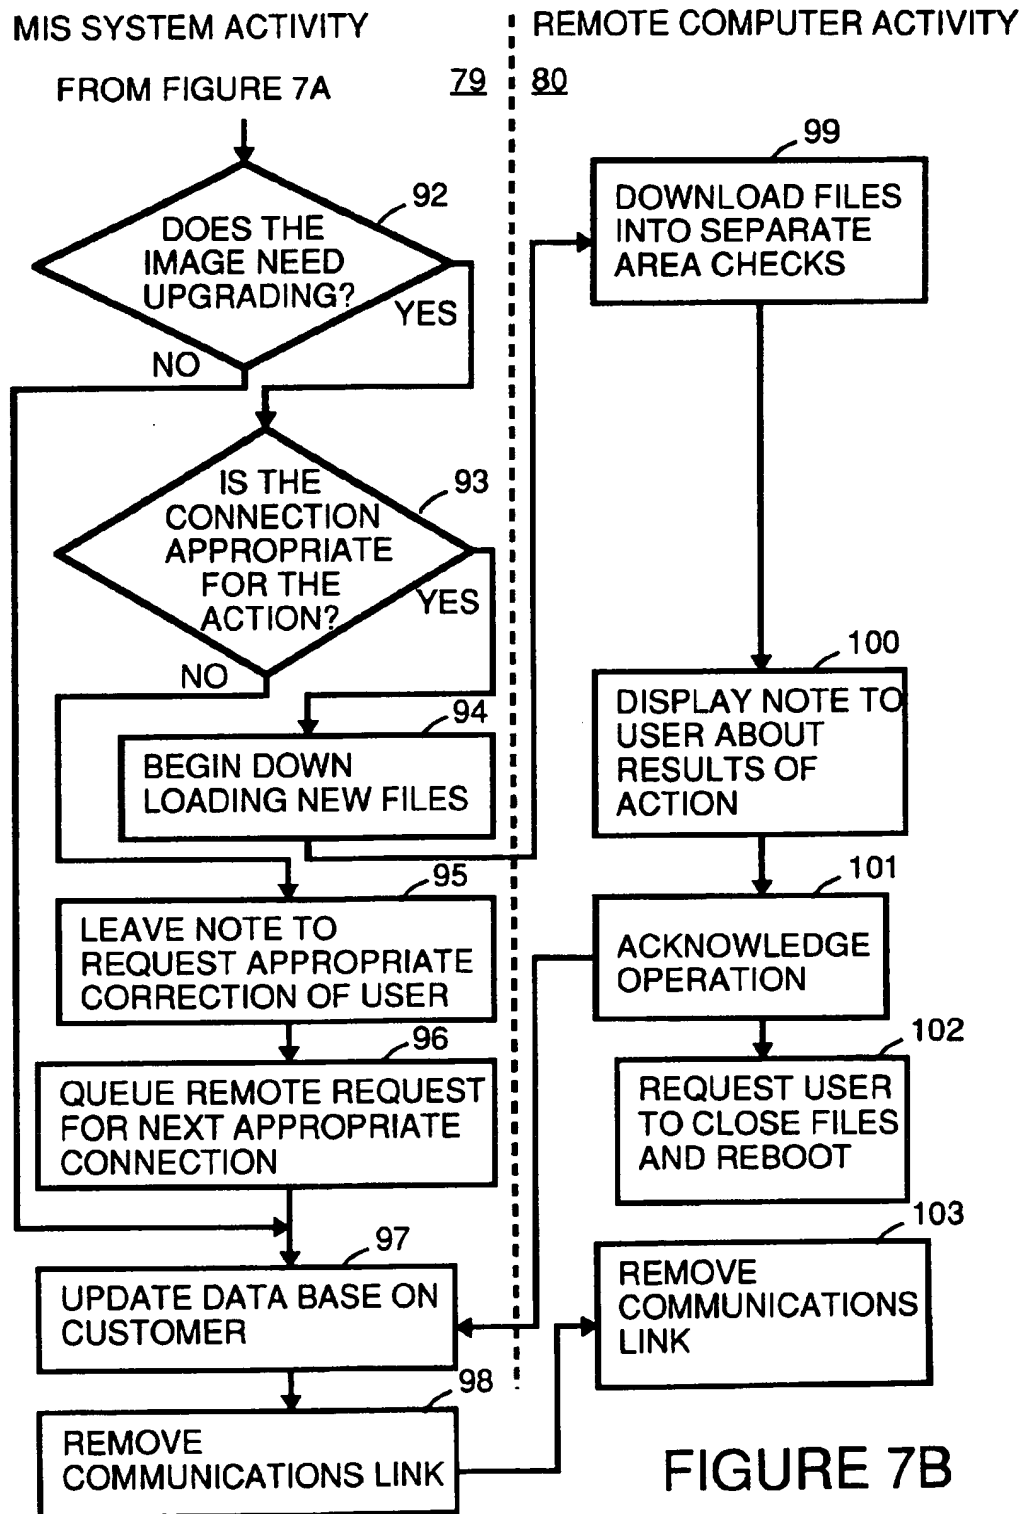 MIS SYSTEM ACTIVITY
REMOTE COMPUTER ACTIVITY
FROM FIGURE 7A
79
80
92
DOES THE
IMAGE NEED
UPGRADING?
YES
NO
93
IS THE
CONNECTION
APPROPRIATE
FOR THE
ACTION?
YES
NO
94
BEGIN DOWN
LOADING NEW FILES
95
LEAVE NOTE TO
REQUEST APPROPRIATE
CORRECTION OF USER
96
QUEUE REMOTE REQUEST
FOR NEXT APPROPRIATE
CONNECTION
97
UPDATE DATA BASE ON
CUSTOMER
98
REMOVE
COMMUNICATIONS LINK
99
DOWNLOAD FILES
INTO SEPARATE
AREA CHECKS
100
DISPLAY NOTE TO
USER ABOUT
RESULTS OF
ACTION
101
ACKNOWLEDGE
OPERATION
102
REQUEST USER
TO CLOSE FILES
AND REBOOT
103
REMOVE
COMMUNICATIONS
LINK
FIGURE 7B